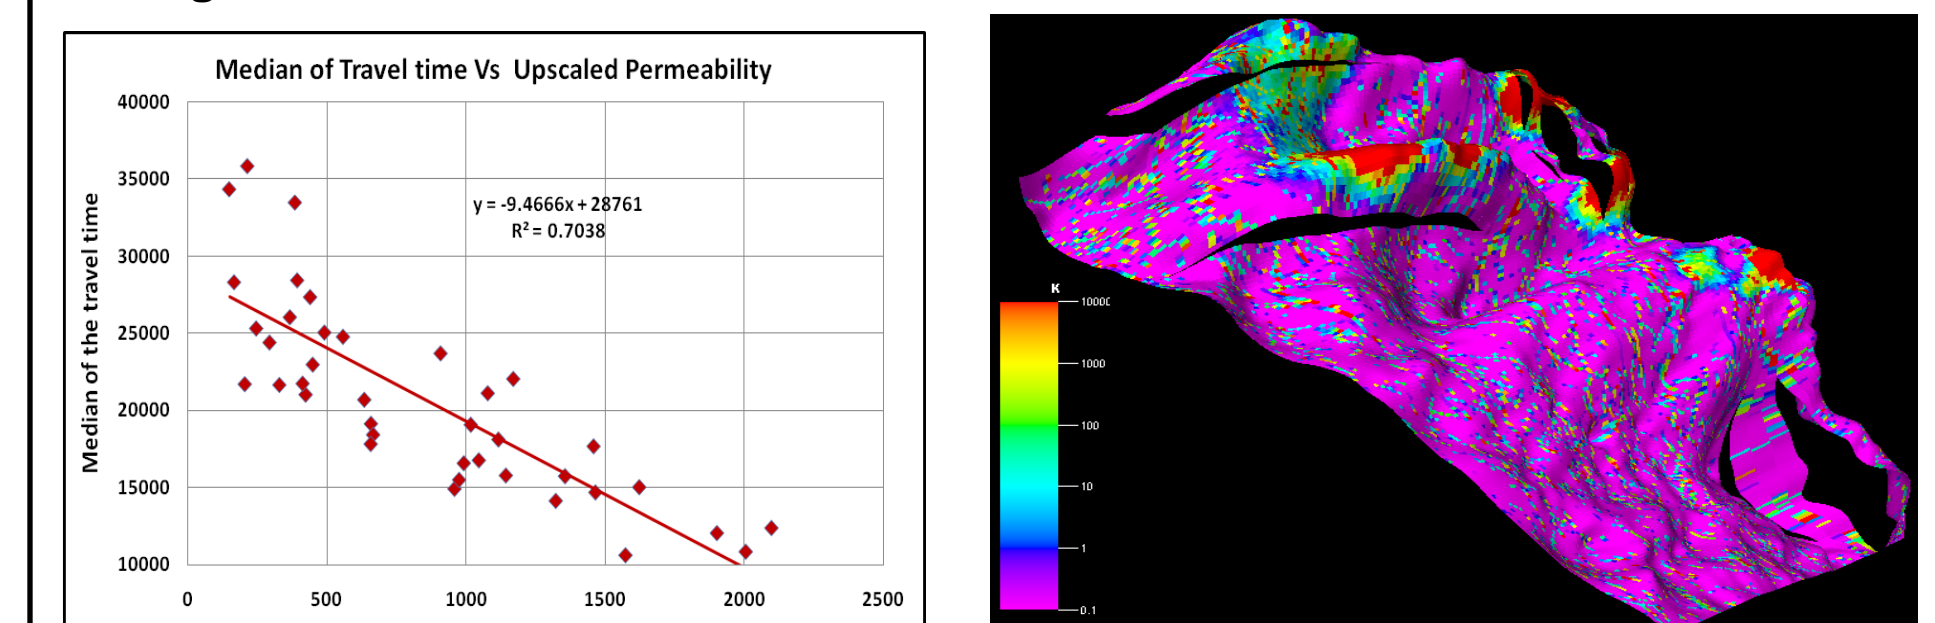 Median of Travel time Vs Upscaled Permeability
40000
35000
30000
25000
20000
15000
10000
Median of the travel time
y = -9.4666x + 28761
R² = 0.7038
0 500 1000 1500 2000 2500
K
10000
1000
100
10
1
0.1